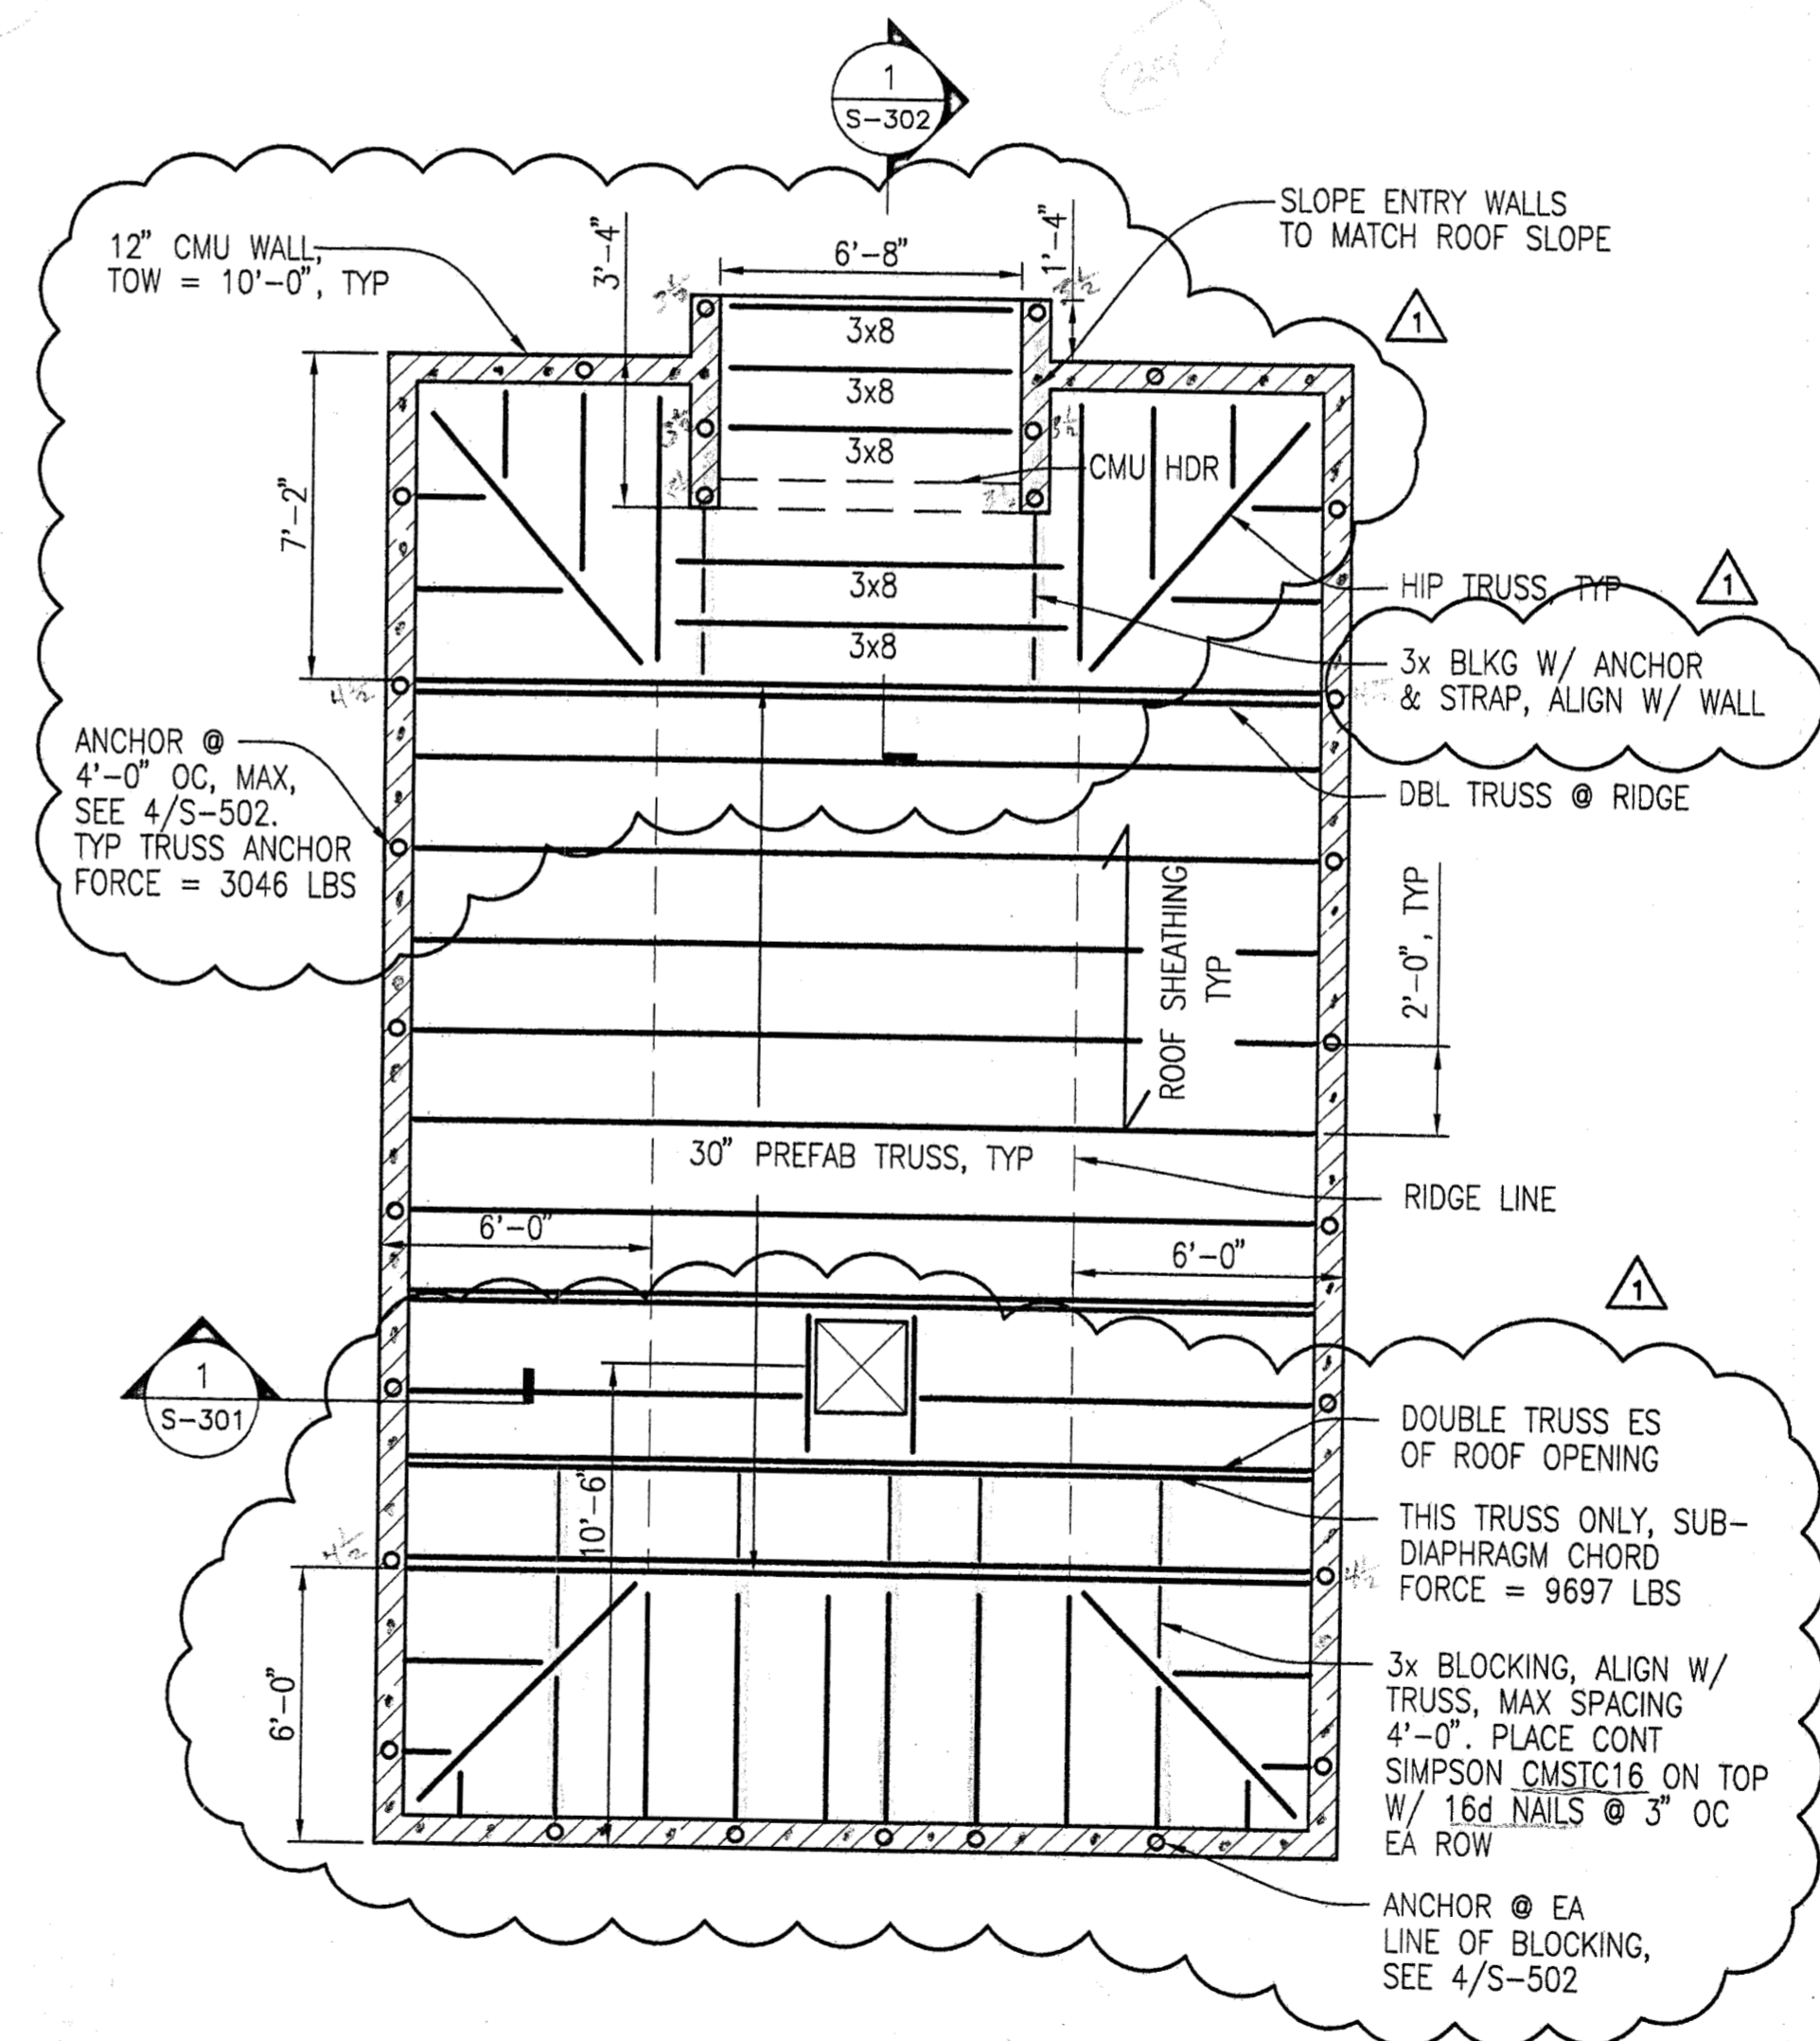 1
S-302
SLOPE ENTRY WALLS
TO MATCH ROOF SLOPE
12" CMU WALL,
TOW = 10'-0", TYP
3'-4"
6'-8"
1'-4"
1
3x8
3x8
3x8
CMU HDR
7'-2"
3x8
3x8
HIP TRUSS, TYP
1
3x BLKG W/ ANCHOR
& STRAP, ALIGN W/ WALL
4½
DBL TRUSS @ RIDGE
ANCHOR @
4'-0" OC, MAX,
SEE 4/S-502.
TYP TRUSS ANCHOR
FORCE = 3046 LBS
ROOF SHEATHING
TYP
2'-0", TYP
30" PREFAB TRUSS, TYP
RIDGE LINE
6'-0"
6'-0"
1
1
S-301
DOUBLE TRUSS ES
OF ROOF OPENING
10'-6"
THIS TRUSS ONLY, SUB-
DIAPHRAGM CHORD
FORCE = 9697 LBS
4½
4½
6'-0"
3x BLOCKING, ALIGN W/
TRUSS, MAX SPACING
4'-0". PLACE CONT
SIMPSON CMSTC16 ON TOP
W/ 16d NAILS @ 3" OC
EA ROW
ANCHOR @ EA
LINE OF BLOCKING,
SEE 4/S-502